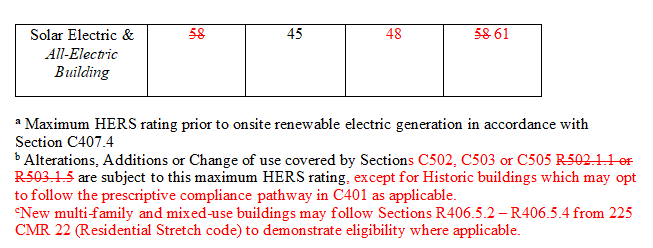 Solar Electric & 58 45 48 58 61
All-Electric
Building
a Maximum HERS rating prior to onsite renewable electric generation in accordance with
Section C407.4
b Alterations, Additions or Change of use covered by Sections C502, C503 or C505 R502.1.1 or
R503.1.5 are subject to this maximum HERS rating, except for Historic buildings which may opt
to follow the prescriptive compliance pathway in C401 as applicable.
cNew multi-family and mixed-use buildings may follow Sections R406.5.2 – R406.5.4 from 225
CMR 22 (Residential Stretch code) to demonstrate eligibility where applicable.